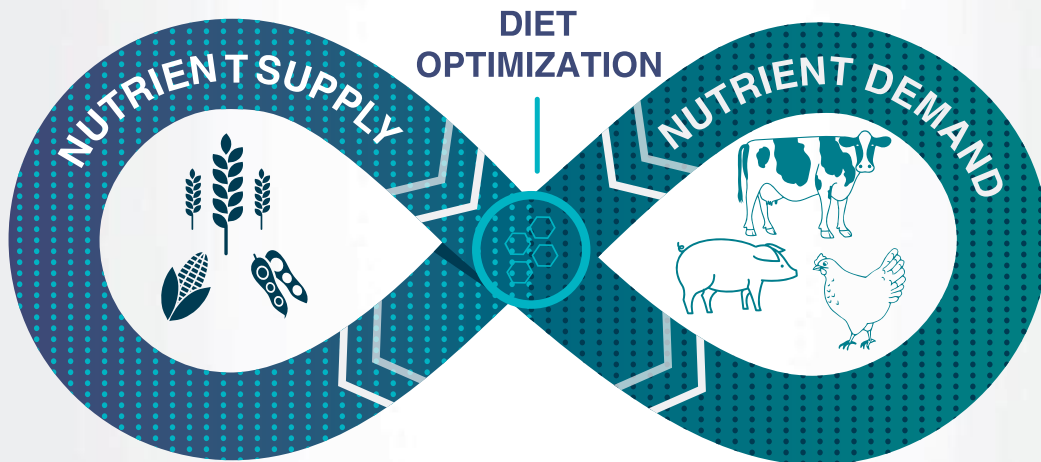 DIET
OPTIMIZATION
NUTRIENT SUPPLY
NUTRIENT DEMAND